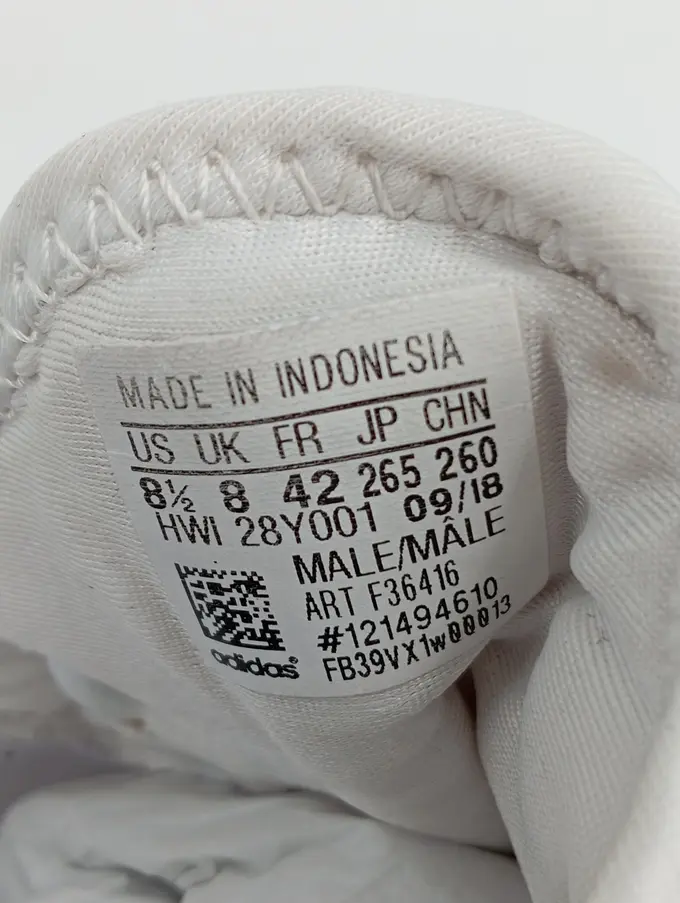 MADE IN INDONESIA
US UK FR JP CHN
8½ 8 42 265 260
HWI 28Y001 09/18
MALE/MÂLE
ART F36416
#121494610
adidas® FB39VX1w00013